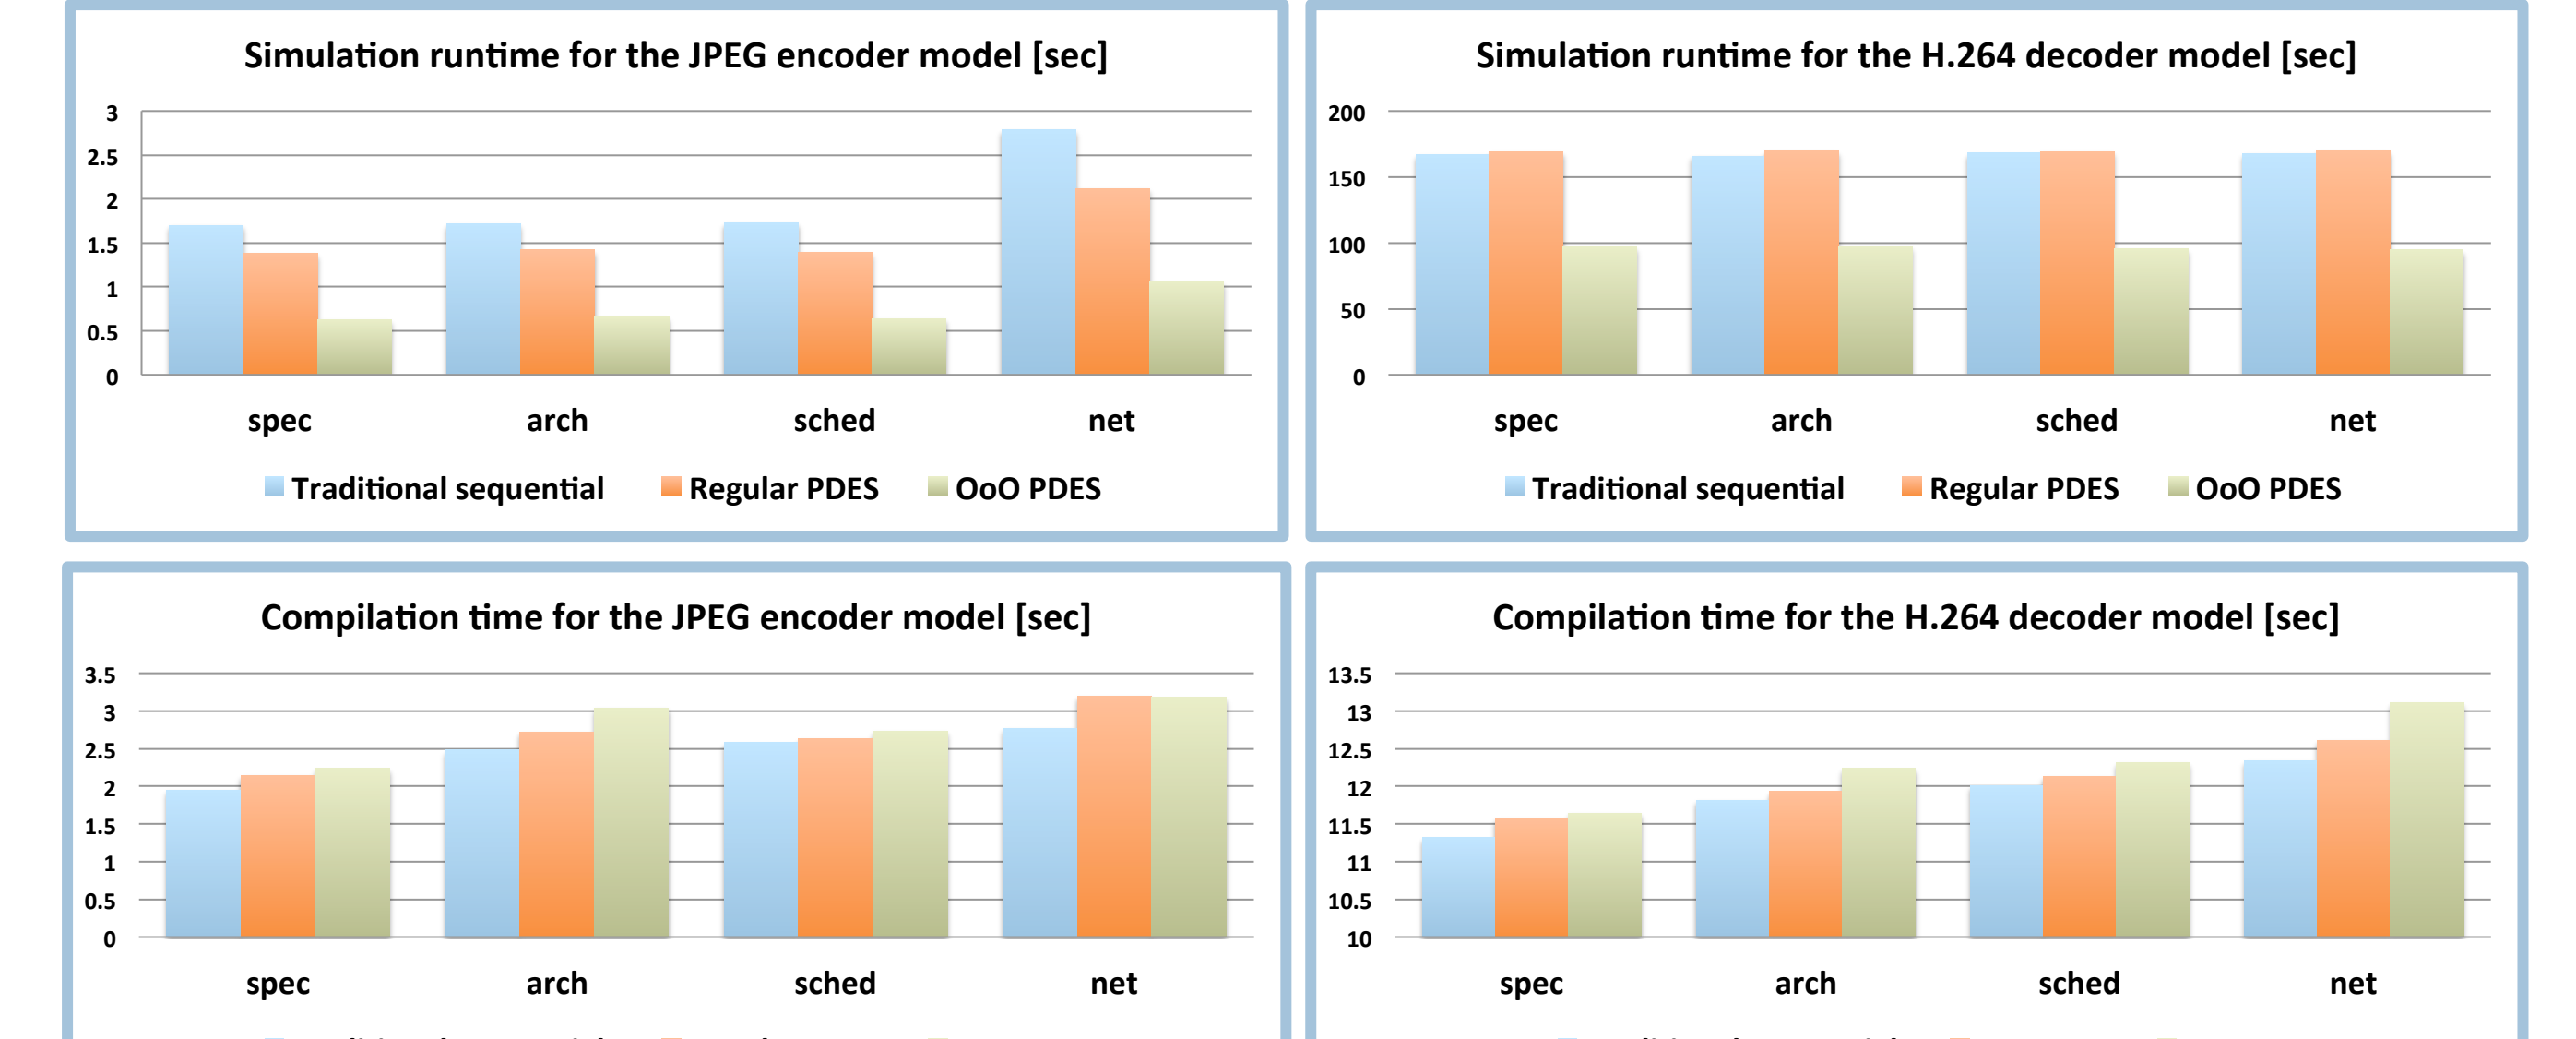 Simulation runtime for the JPEG encoder model [sec]
3
2.5
2
1.5
1
0.5
0
spec arch sched net
Traditional sequential Regular PDES OoO PDES
Simulation runtime for the H.264 decoder model [sec]
200
150
100
50
0
spec arch sched net
Traditional sequential Regular PDES OoO PDES
Compilation time for the JPEG encoder model [sec]
3.5
3
2.5
2
1.5
1
0.5
0
spec arch sched net
Compilation time for the H.264 decoder model [sec]
13.5
13
12.5
12
11.5
11
10.5
10
spec arch sched net